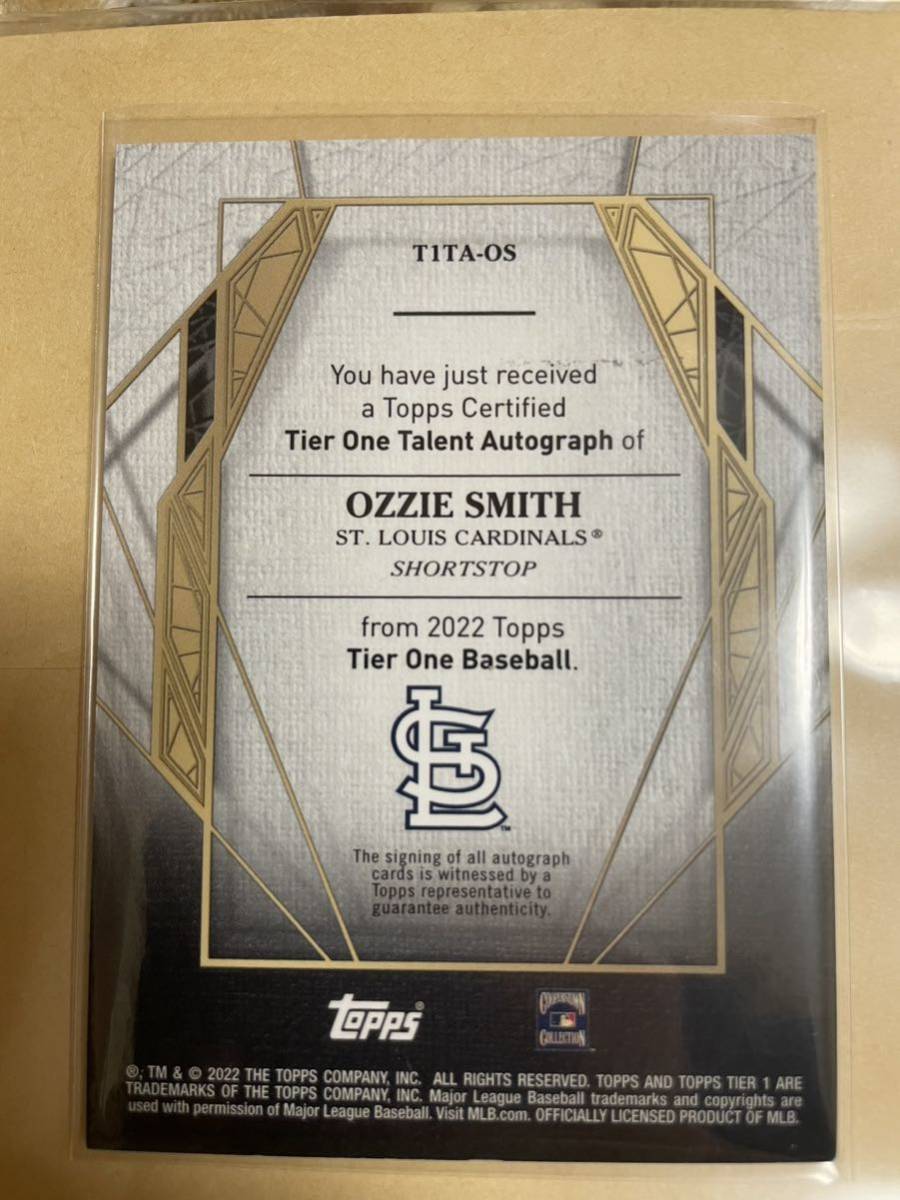 T1TA-OS
You have just received
a Topps Certified
Tier One Talent Autograph of
OZZIE SMITH
ST. LOUIS CARDINALS®
SHORTSTOP
from 2022 Topps
Tier One Baseball.
STL™
The signing of all autograph
cards is witnessed by a
Topps representative to
guarantee authenticity.
topps®
COOPERSTOWN
COLLECTION
®, TM & © 2022 THE TOPPS COMPANY, INC. ALL RIGHTS RESERVED. TOPPS AND TOPPS TIER 1 ARE
TRADEMARKS OF THE TOPPS COMPANY, INC. Major League Baseball trademarks and copyrights are
used with permission of Major League Baseball. Visit MLB.com. OFFICIALLY LICENSED PRODUCT OF MLB.